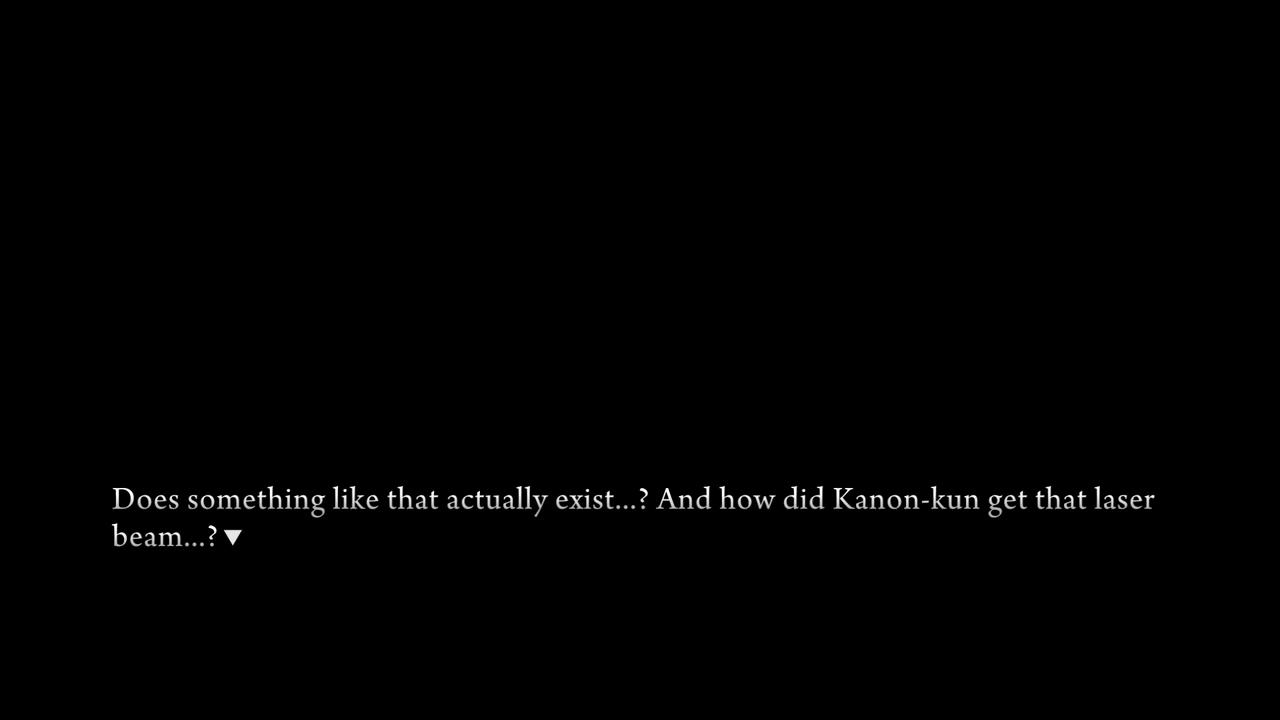 Does something like that actually exist...? And how did Kanon-kun get that laser
beam...?